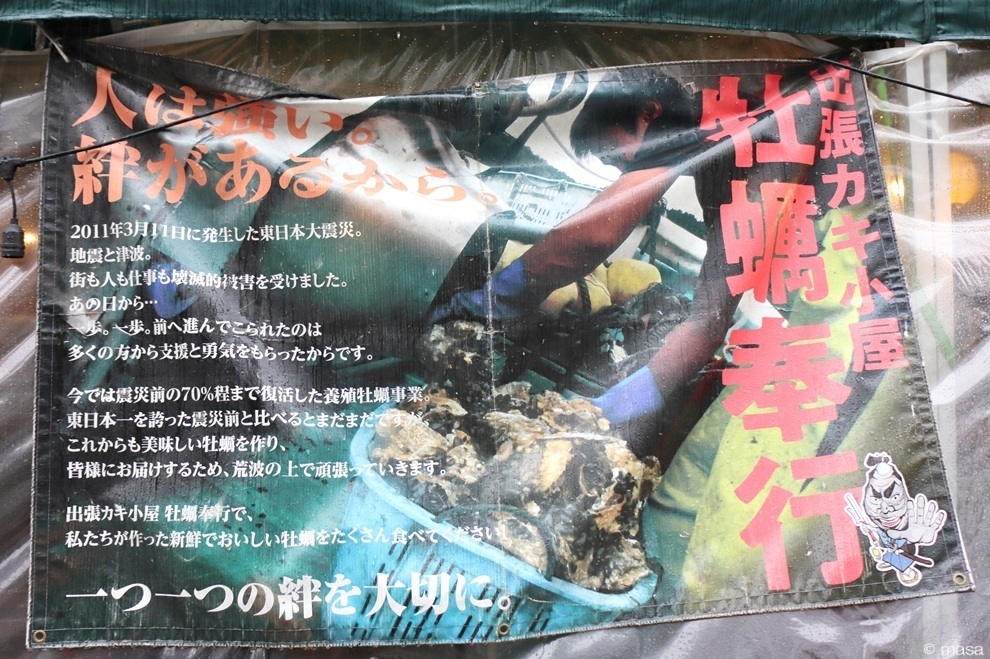 出張カキ小屋
牡蠣奉行
人は強い。
絆があるから。
2011年3月11日に発生した東日本大震災。
地震と津波。
街も人も仕事も壊滅的被害を受けました。
あの日から…
一歩。一歩。前へ進んでこられたのは
多くの方から支援と勇気をもらったからです。
今では震災前の70%程まで復活した養殖牡蠣事業。
東日本一を誇った震災前と比べるとまだまだですが、
これからも美味しい牡蠣を作り、
皆様にお届けするため、荒波の上で頑張っていきます。
出張カキ小屋 牡蠣奉行で、
私たちが作った新鮮でおいしい牡蠣をたくさん食べてください!
一つ一つの絆を大切に。
© masa